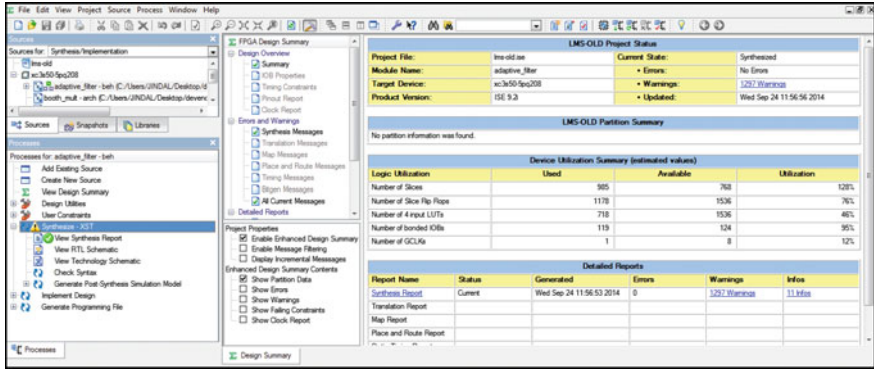 File Edit View Project Source Process Window Help
Sources
Sources for: Synthesis/Implementation
lms-old
xc3s50-5pq208
adaptive_filter - beh (C:/Users/JINDAL/Desktop/d
booth_mult - arch (C:/Users/JINDAL/Desktop/devenc
Sources Snapshots Libraries
Processes
Processes for: adaptive_filter - beh
Add Existing Source
Create New Source
View Design Summary
Design Utilities
User Constraints
Synthesize - XST
View Synthesis Report
View RTL Schematic
View Technology Schematic
Check Syntax
Generate Post-Synthesis Simulation Model
Implement Design
Generate Programming File
Processes
FPGA Design Summary
Design Overview
Summary
IOB Properties
Timing Constraints
Pinout Report
Clock Report
Errors and Warnings
Synthesis Messages
Translation Messages
Map Messages
Place and Route Messages
Timing Messages
Bitgen Messages
All Current Messages
Detailed Reports
Project Properties
Enable Enhanced Design Summary
Enable Message Filtering
Display Incremental Messages
Enhanced Design Summary Contents
Show Partition Data
Show Errors
Show Warnings
Show Failing Constraints
Show Clock Report
Design Summary
LMS-OLD Project Status
Project File: lms-old.ise Current State: Synthesized
Module Name: adaptive_filter • Errors: No Errors
Target Device: xc3s50-5pq208 • Warnings: 1297 Warnings
Product Version: ISE 9.2i • Updated: Wed Sep 24 11:56:56 2014
LMS-OLD Partition Summary
No partition information was found.
Device Utilization Summary (estimated values)
Logic Utilization Used Available Utilization
Number of Slices 985 768 128%
Number of Slice Flip Flops 1178 1536 76%
Number of 4 input LUTs 718 1536 46%
Number of bonded IOBs 119 124 95%
Number of GCLKs 1 8 12%
Detailed Reports
Report Name Status Generated Errors Warnings Infos
Synthesis Report Current Wed Sep 24 11:56:53 2014 0 1297 Warnings 11 Infos
Translation Report
Map Report
Place and Route Report